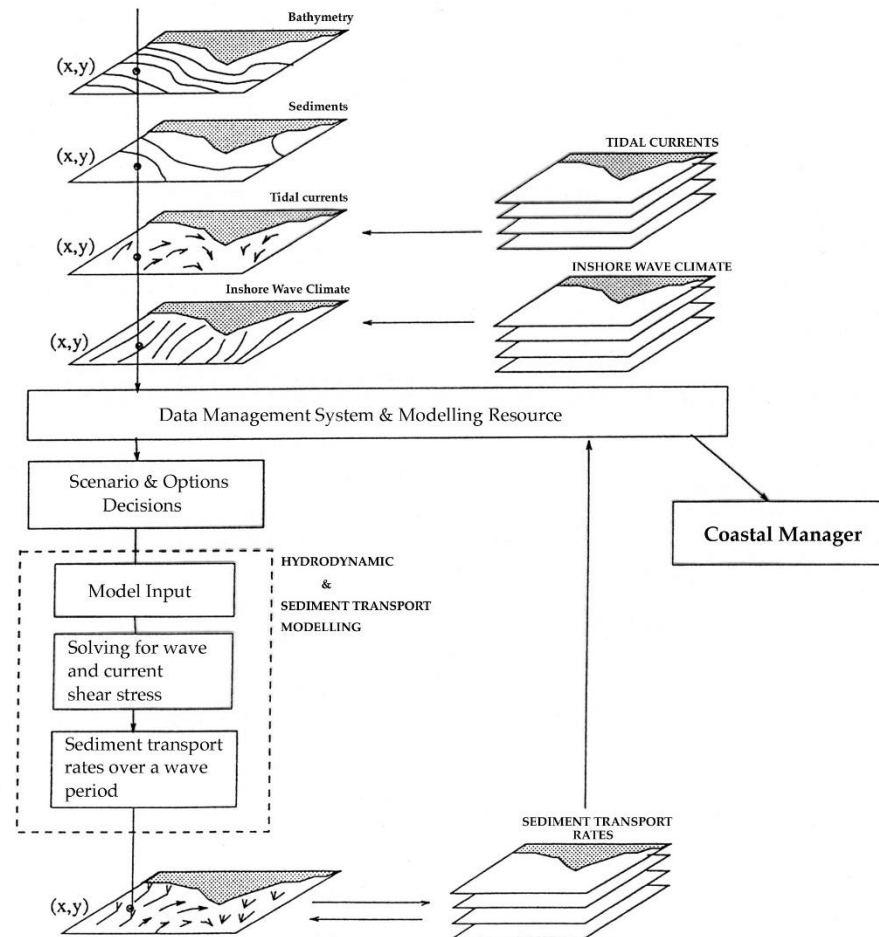 Bathymetry
(x,y)
Sediments
(x,y)
TIDAL CURRENTS
Tidal currents
(x,y)
INSHORE WAVE CLIMATE
Inshore Wave Climate
(x,y)
Data Management System & Modelling Resource
Scenario & Options
Decisions
Coastal Manager
HYDRODYNAMIC
&
SEDIMENT TRANSPORT
MODELLING
Model Input
Solving for wave
and current
shear stress
Sediment transport
rates over a wave
period
SEDIMENT TRANSPORT
RATES
(x,y)